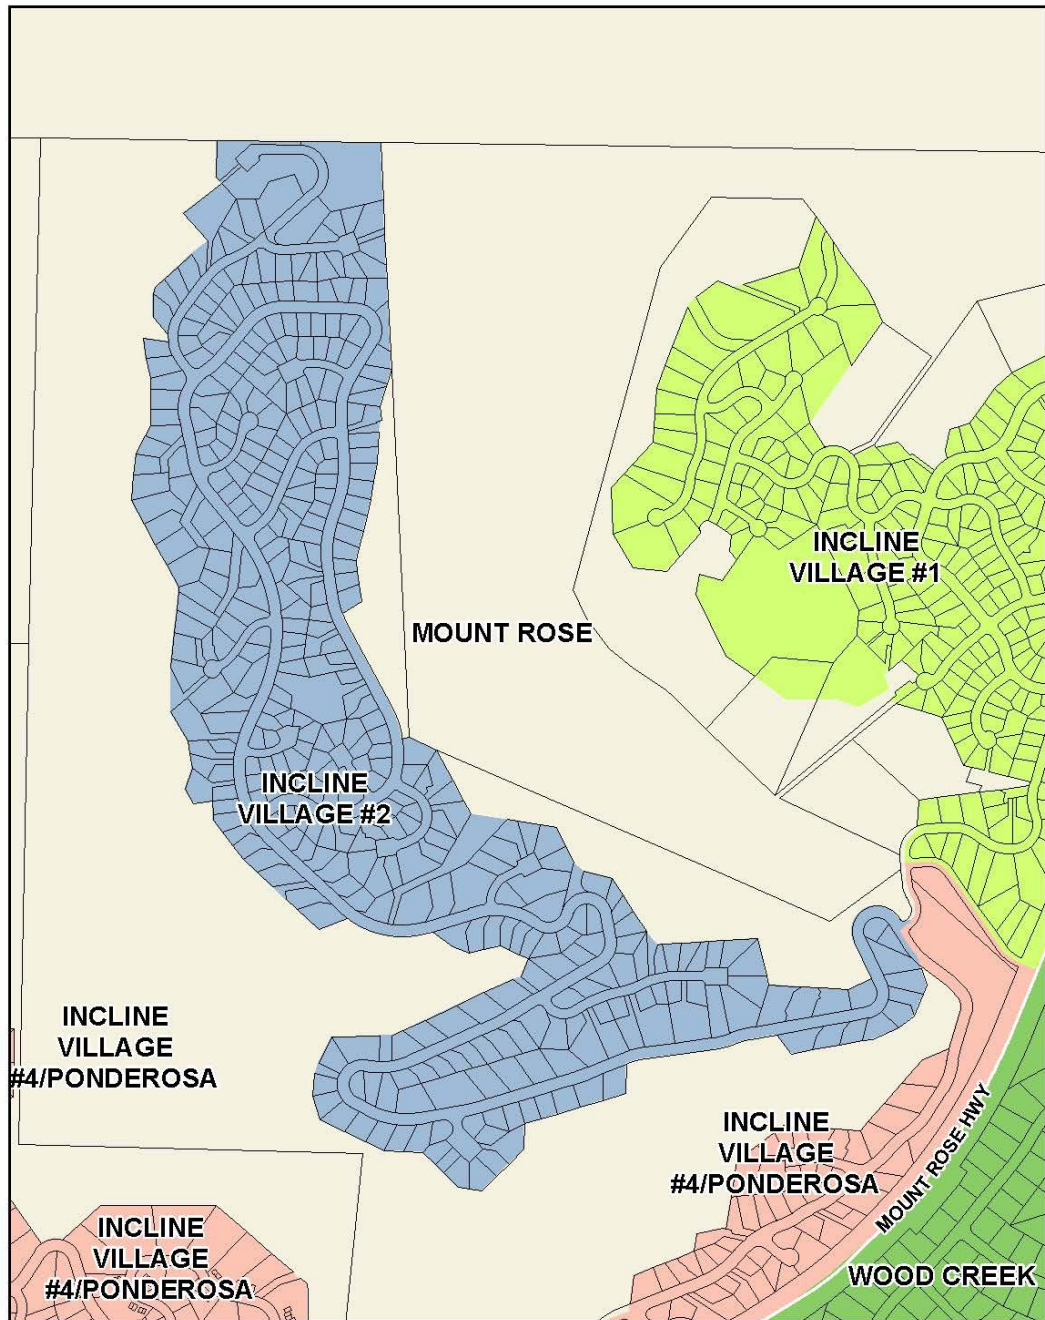 INCLINE
VILLAGE #1
MOUNT ROSE
INCLINE
VILLAGE #2
INCLINE
VILLAGE
#4/PONDEROSA
INCLINE
VILLAGE
#4/PONDEROSA
MOUNT ROSE HWY
INCLINE
VILLAGE
#4/PONDEROSA
WOOD CREEK